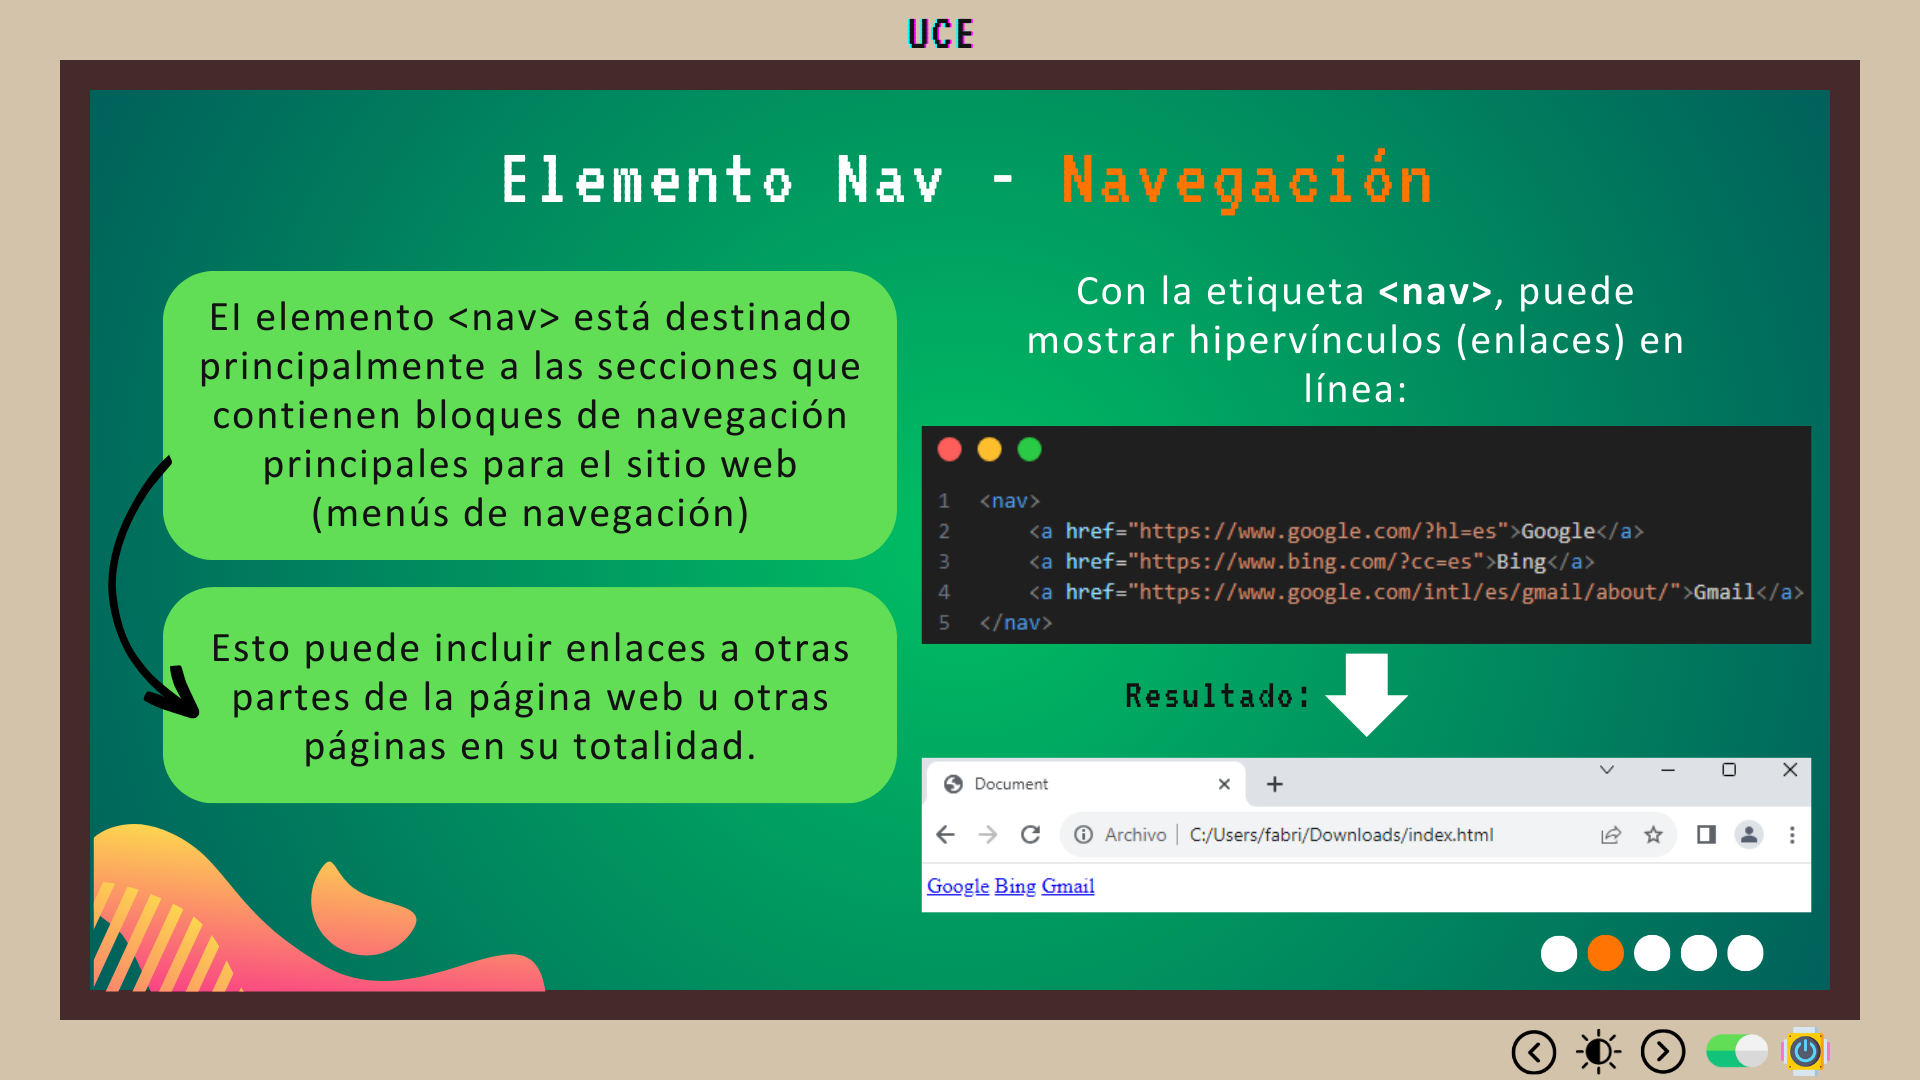 UCE
Elemento Nav - Navegación
El elemento <nav> está destinado
principalmente a las secciones que
contienen bloques de navegación
principales para el sitio web
(menús de navegación)
Esto puede incluir enlaces a otras
partes de la página web u otras
páginas en su totalidad.
Con la etiqueta <nav>, puede
mostrar hipervínculos (enlaces) en
línea:
1 <nav>
2 <a href="https://www.google.com/?hl=es">Google</a>
3 <a href="https://www.bing.com/?cc=es">Bing</a>
4 <a href="https://www.google.com/intl/es/gmail/about/">Gmail</a>
5 </nav>
Resultado:
Document
Archivo | C:/Users/fabri/Downloads/index.html
Google Bing Gmail